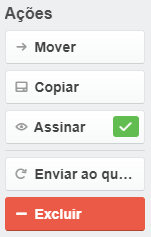 Ações
Mover
Copiar
Assinar
Enviar ao qu...
Excluir